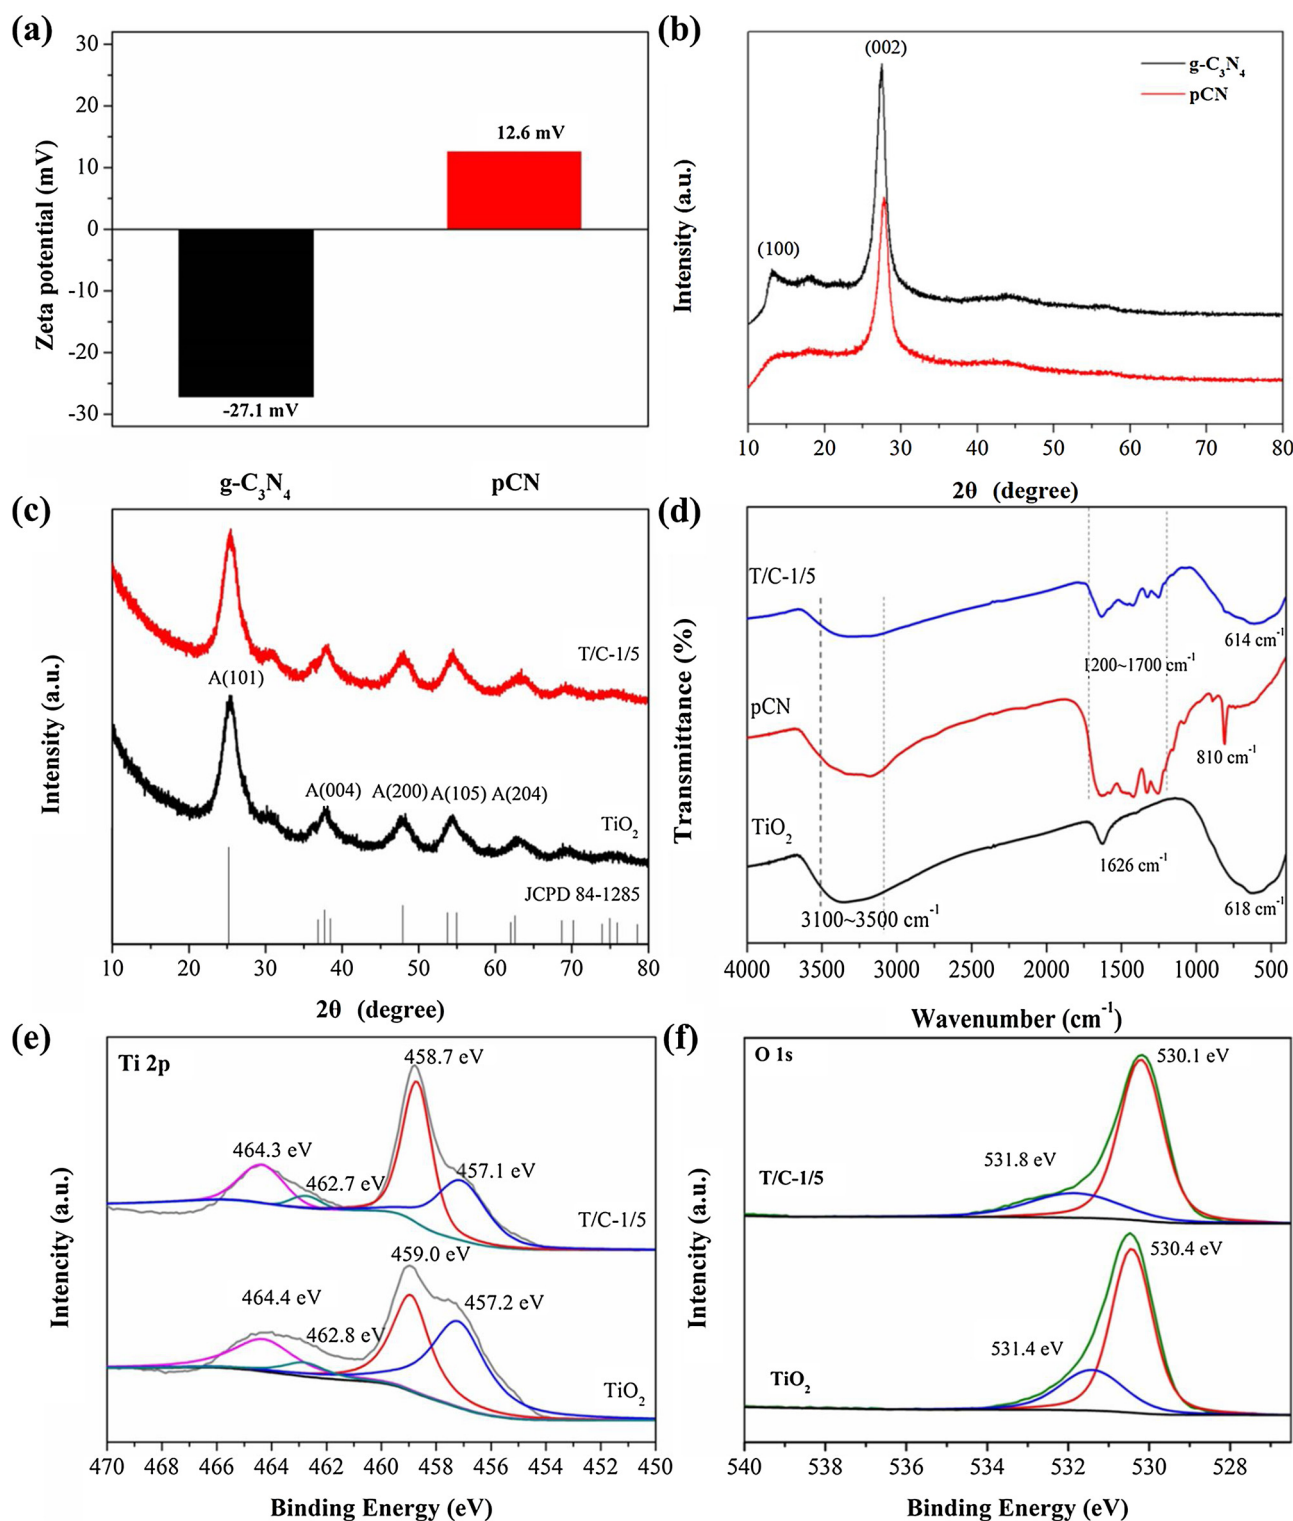 (a)
30
20
10
0
-10
-20
-30
Zeta potential (mV)
12.6 mV
-27.1 mV
g-C₃N₄
pCN
(b)
(002)
(100)
g-C₃N₄
pCN
Intensity (a.u.)
10 20 30 40 50 60 70 80
2θ (degree)
(c)
T/C-1/5
A(101)
A(004) A(200) A(105) A(204)
TiO₂
JCPD 84-1285
Intensity (a.u.)
10 20 30 40 50 60 70 80
2θ (degree)
(d)
T/C-1/5
614 cm⁻¹
1200~1700 cm⁻¹
pCN
810 cm⁻¹
TiO₂
1626 cm⁻¹
618 cm⁻¹
3100~3500 cm⁻¹
Transmittance (%)
4000 3500 3000 2500 2000 1500 1000 500
Wavenumber (cm⁻¹)
(e)
Ti 2p
458.7 eV
464.3 eV
462.7 eV
457.1 eV
T/C-1/5
459.0 eV
464.4 eV
457.2 eV
462.8 eV
TiO₂
Intencity (a.u.)
470 468 466 464 462 460 458 456 454 452 450
Binding Energy (eV)
(f)
O 1s
530.1 eV
531.8 eV
T/C-1/5
530.4 eV
531.4 eV
TiO₂
Intencity (a.u.)
540 538 536 534 532 530 528
Binding Energy (eV)